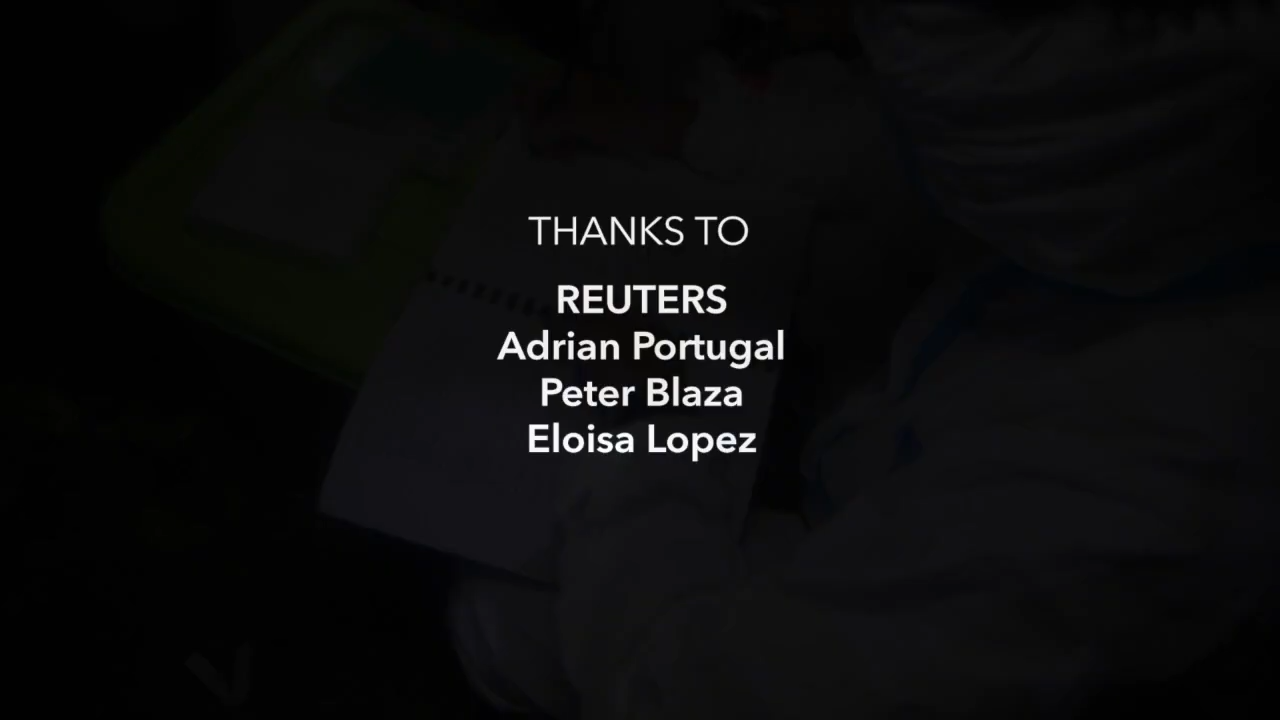 THANKS TO
REUTERS
Adrian Portugal
Peter Blaza
Eloisa Lopez